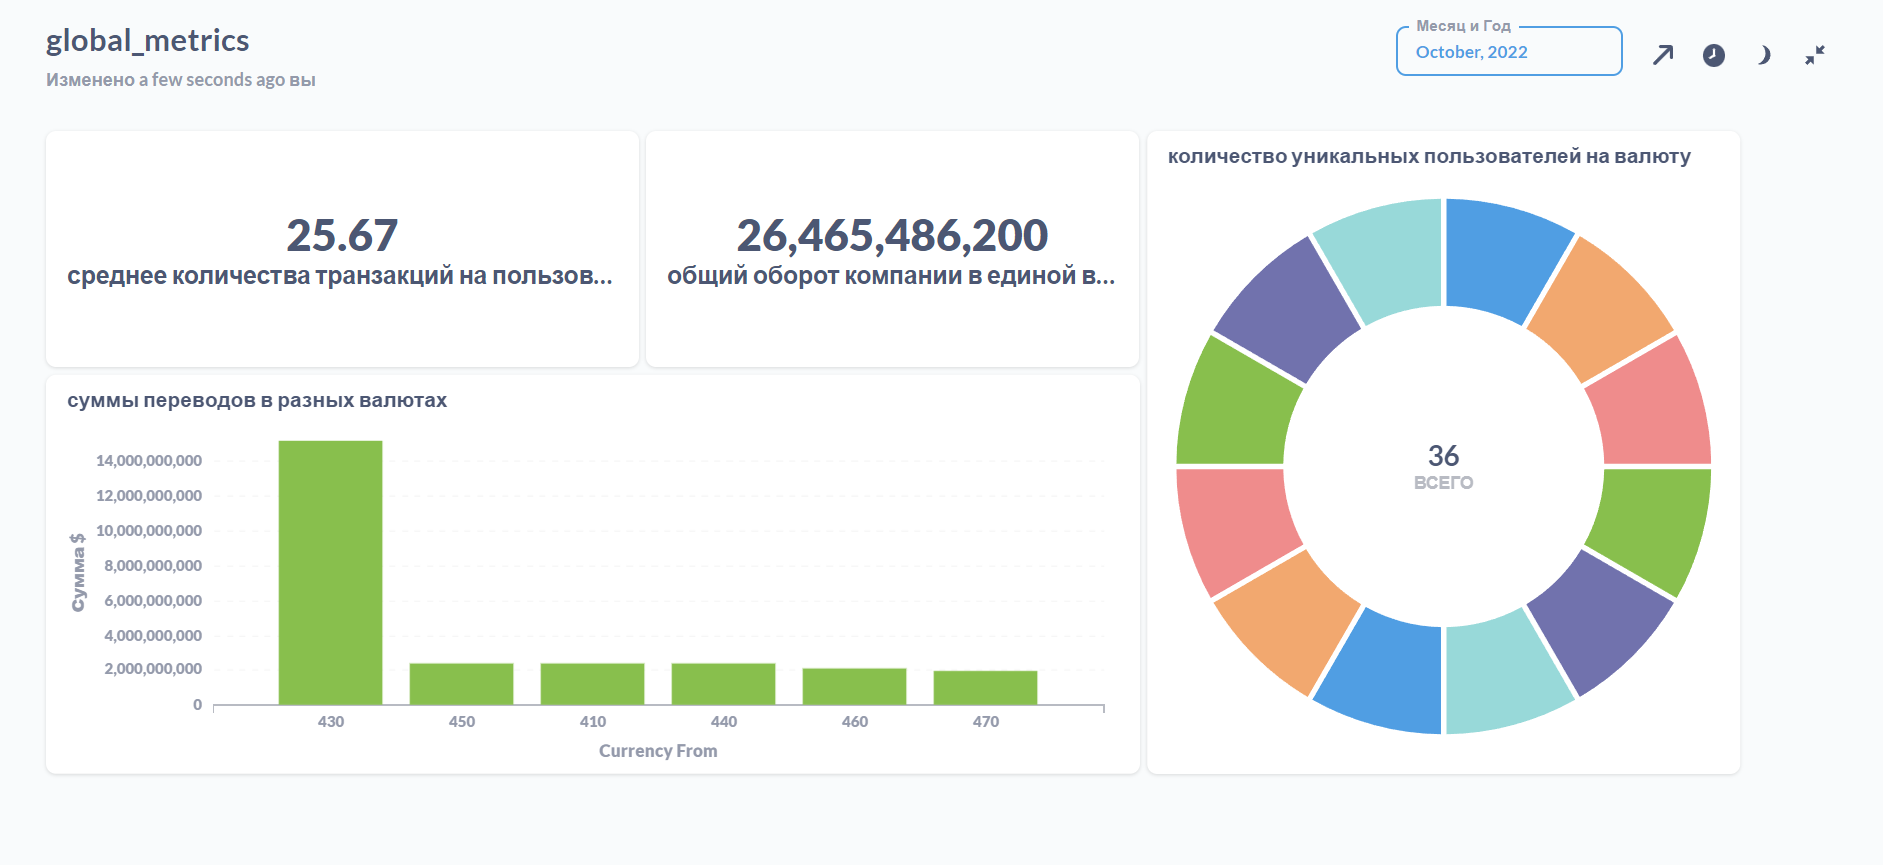 global_metrics
Изменено a few seconds ago вы
Месяц и Год
October, 2022
25.67
среднее количества транзакций на пользов...
26,465,486,200
общий оборот компании в единой в...
количество уникальных пользователей на валюту
36
ВСЕГО
суммы переводов в разных валютах
Сумма $
14,000,000,000
12,000,000,000
10,000,000,000
8,000,000,000
6,000,000,000
4,000,000,000
2,000,000,000
0
430 450 410 440 460 470
Currency From